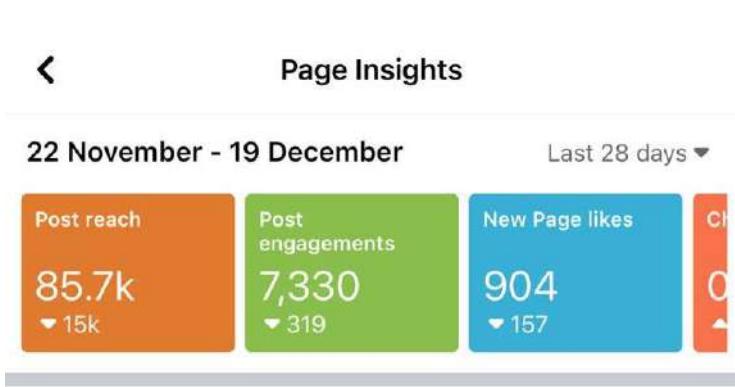 Page Insights
22 November - 19 December
Last 28 days
Post reach
85.7k
15k
Post
engagements
7,330
319
New Page likes
904
157